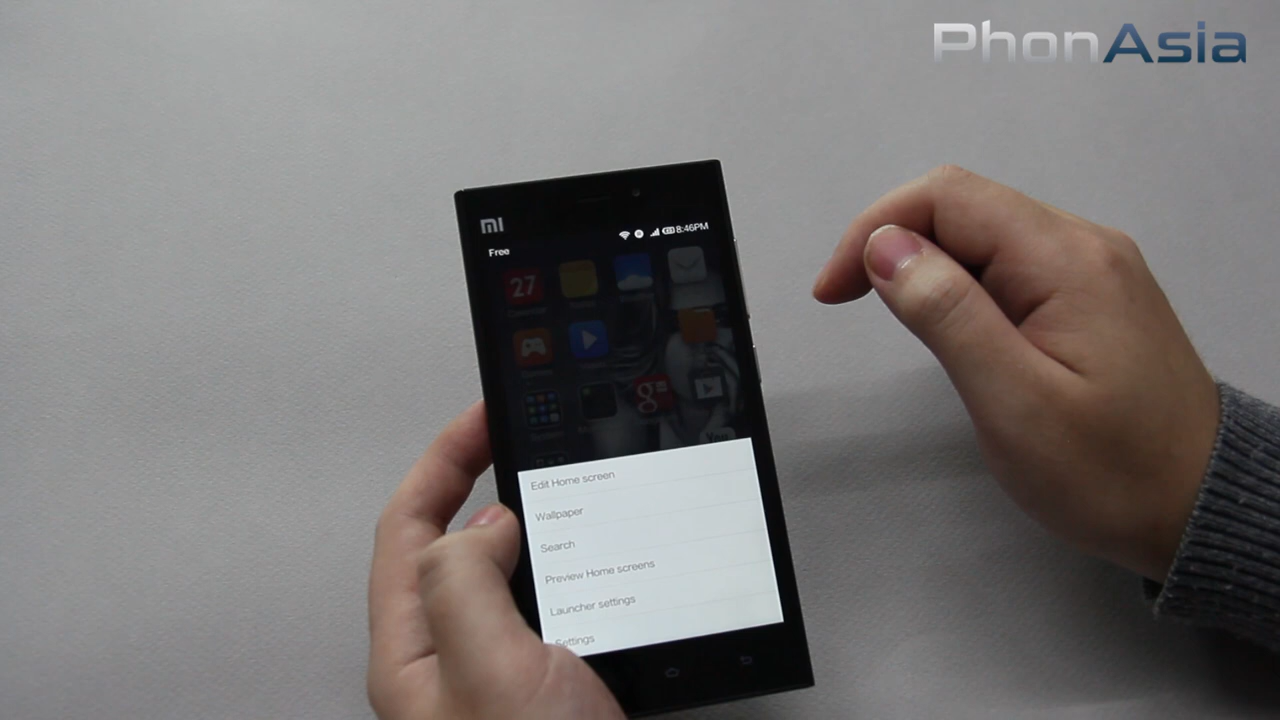 PhonAsia
mi
8:46PM
Free
27
g+
Edit Home screen
Wallpaper
Search
Preview Home screens
Launcher settings
Settings